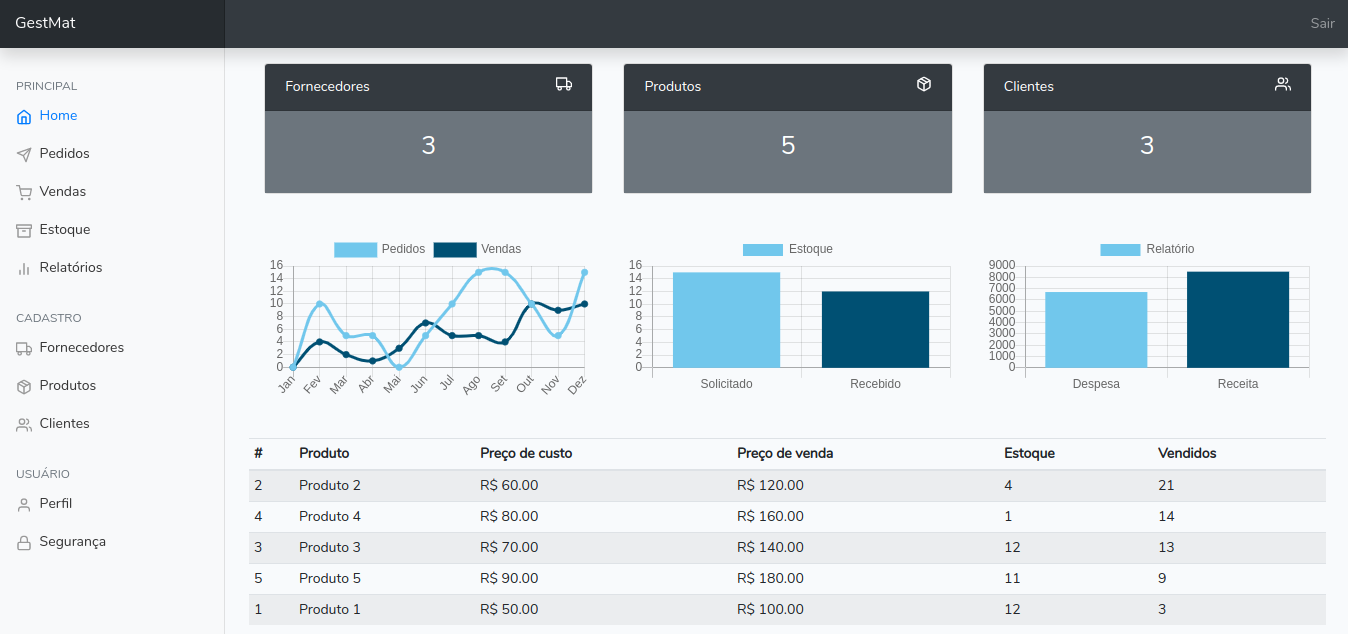 GestMat
Sair
PRINCIPAL
Home
Pedidos
Vendas
Estoque
Relatórios
CADASTRO
Fornecedores
Produtos
Clientes
USUÁRIO
Perfil
Segurança
Fornecedores
3
Produtos
5
Clientes
3
Pedidos Vendas
16
14
12
10
8
6
4
2
0
Jan Fev Mar Abr Mai Jun Jul Ago Set Out Nov Dez
Estoque
16
14
12
10
8
6
4
2
0
Solicitado Recebido
Relatório
9000
8000
7000
6000
5000
4000
3000
2000
1000
0
Despesa Receita
# Produto Preço de custo Preço de venda Estoque Vendidos
2 Produto 2 R$ 60.00 R$ 120.00 4 21
4 Produto 4 R$ 80.00 R$ 160.00 1 14
3 Produto 3 R$ 70.00 R$ 140.00 12 13
5 Produto 5 R$ 90.00 R$ 180.00 11 9
1 Produto 1 R$ 50.00 R$ 100.00 12 3